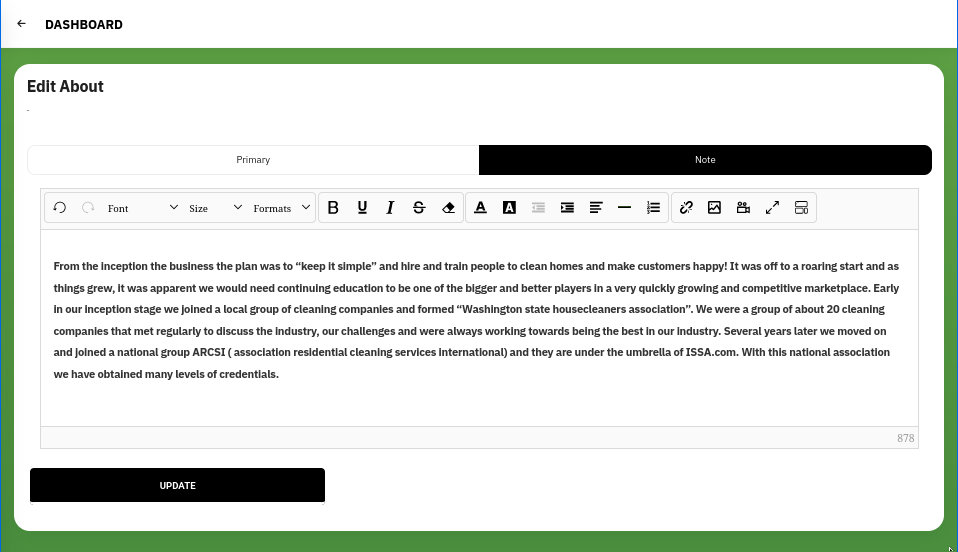 DASHBOARD
Edit About
-
Primary
Note
Font
Size
Formats
B U I S A A
From the inception the business the plan was to “keep it simple” and hire and train people to clean homes and make customers happy! It was off to a roaring start and as
things grew, it was apparent we would need continuing education to be one of the bigger and better players in a very quickly growing and competitive marketplace. Early
in our inception stage we joined a local group of cleaning companies and formed “Washington state housecleaners association”. We were a group of about 20 cleaning
companies that met regularly to discuss the industry, our challenges and were always working towards being the best in our industry. Several years later we moved on
and joined a national group ARCSI ( association residential cleaning services international) and they are under the umbrella of ISSA.com. With this national association
we have obtained many levels of credentials.
878
UPDATE